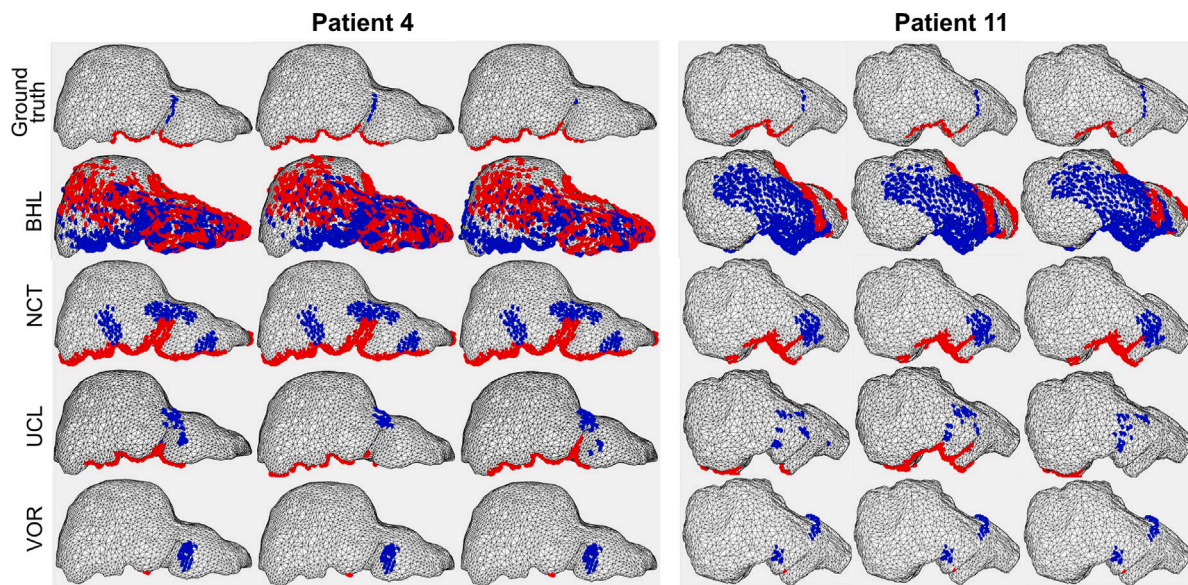 Patient 4
Patient 11
Ground
truth
BHL
NCT
UCL
VOR